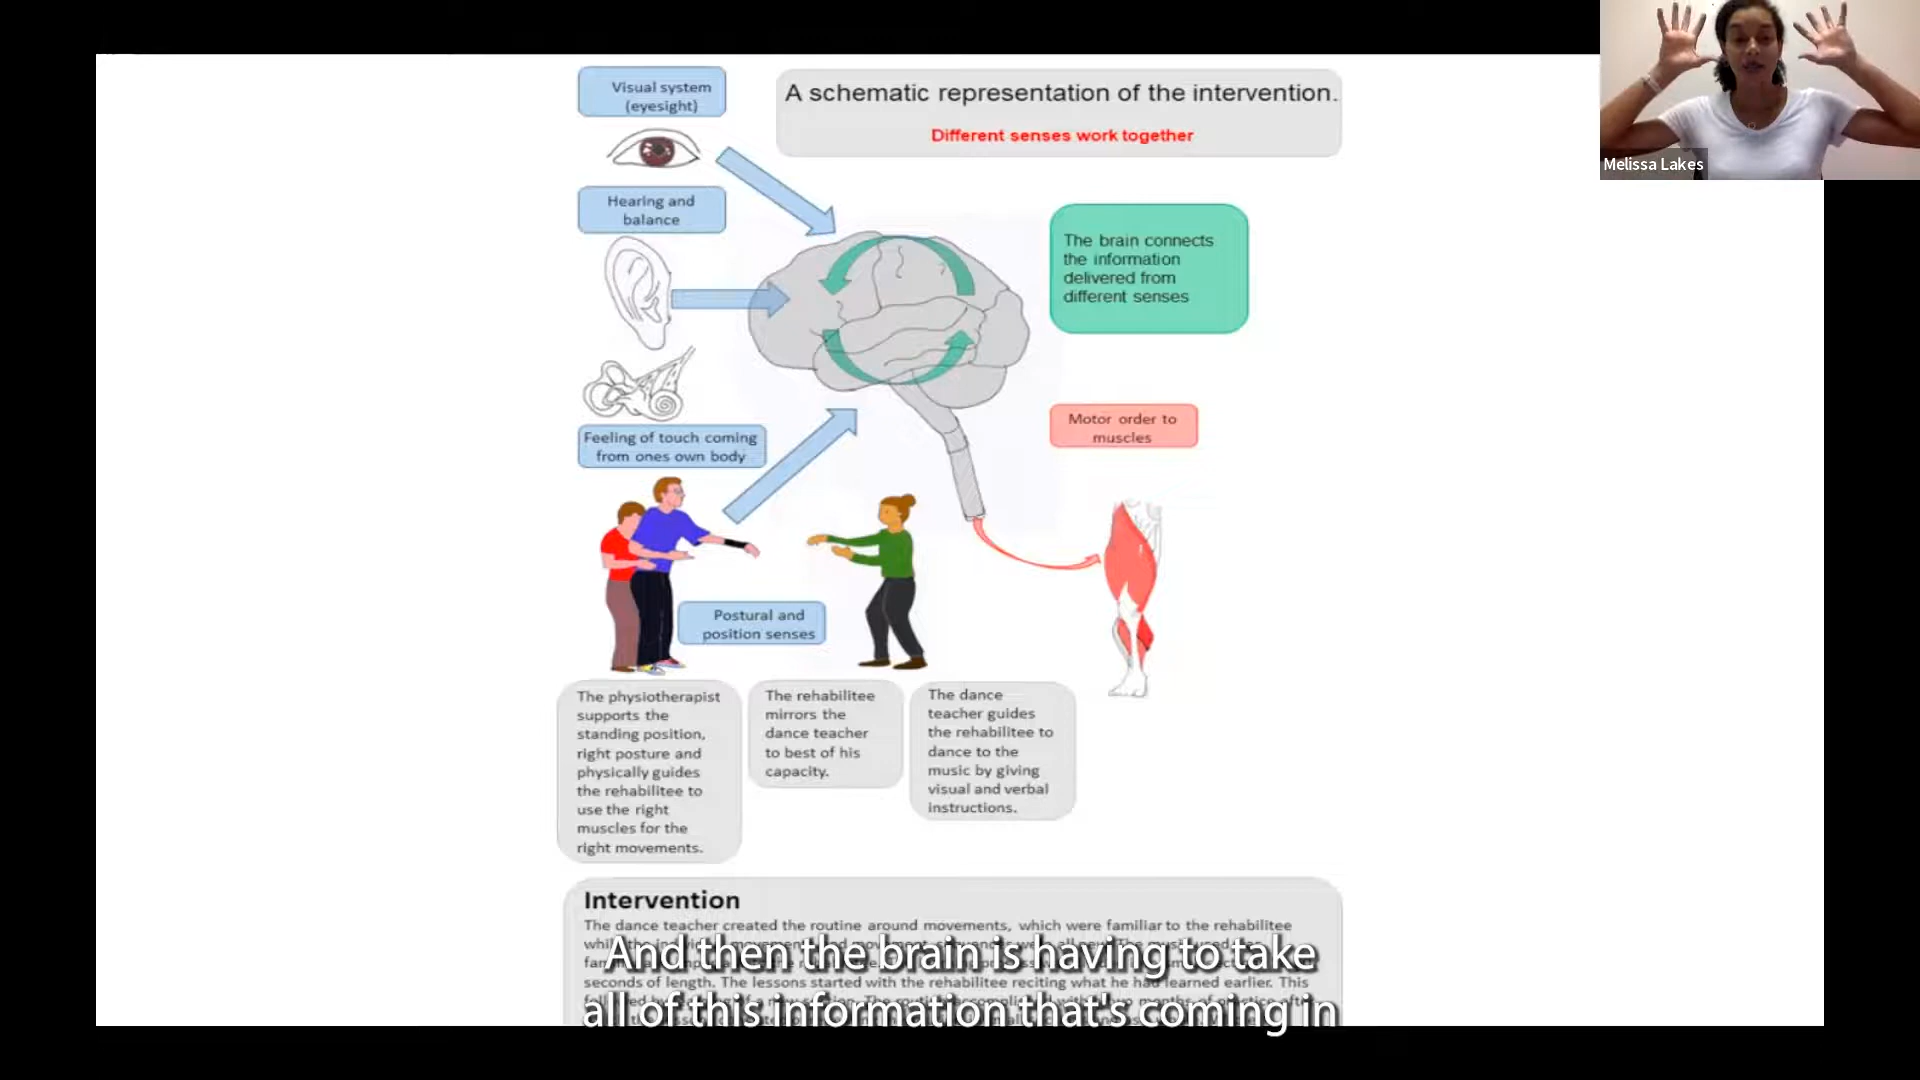 Visual system
(eyesight)
A schematic representation of the intervention.
Different senses work together
Melissa Lakes
Hearing and
balance
The brain connects
the information
delivered from
different senses
Motor order to
muscles
Feeling of touch coming
from ones own body
Postural and
position senses
The physiotherapist
supports the
standing position,
right posture and
physically guides
the rehabilitee to
use the right
muscles for the
right movements.
The rehabilitee
mirrors the
dance teacher
to best of his
capacity.
The dance
teacher guides
the rehabilitee to
dance to the
music by giving
visual and verbal
instructions.
Intervention
The dance teacher created the routine around movements, which were familiar to the rehabilitee
seconds of length. The lessons started with the rehabilitee reciting what he had learned earlier. This
And then the brain is having to take
all of this information that's coming in